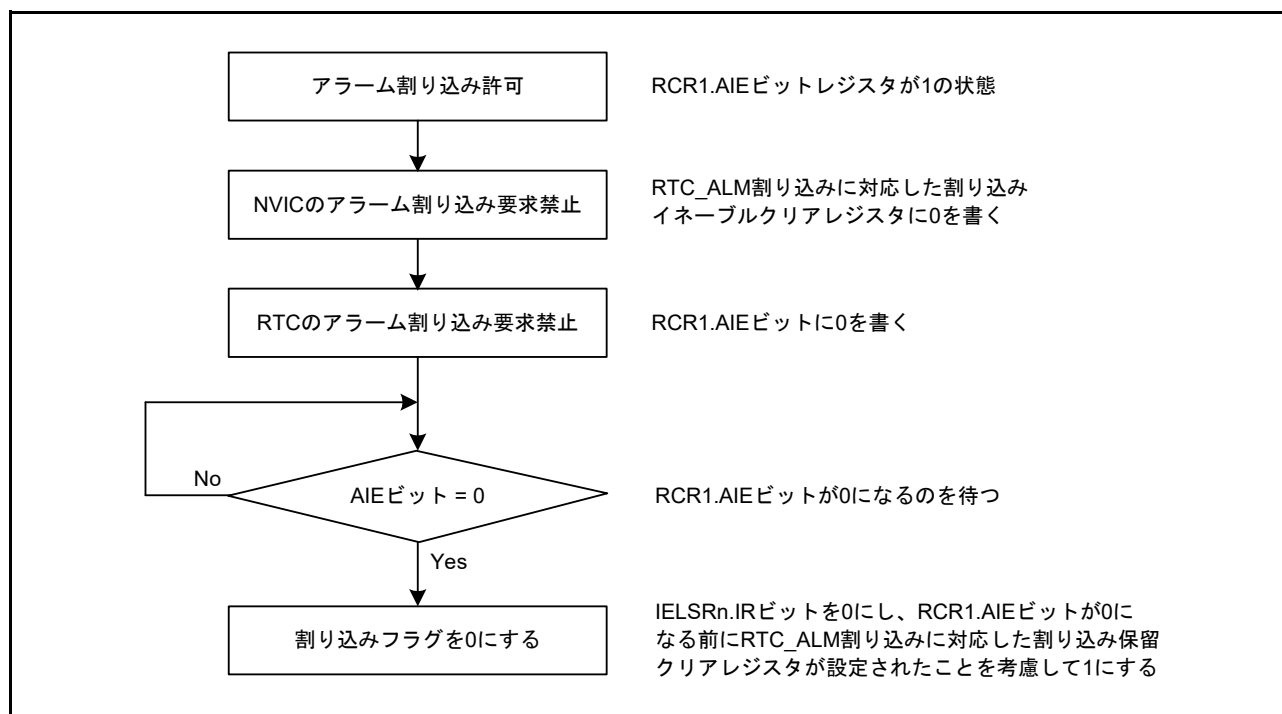 アラーム割り込み許可
RCR1.AIEビットレジスタが1の状態
NVICのアラーム割り込み要求禁止
RTC_ALM割り込みに対応した割り込み
イネーブルクリアレジスタに0を書く
RTCのアラーム割り込み要求禁止
RCR1.AIEビットに0を書く
No
AIEビット = 0
RCR1.AIEビットが0になるのを待つ
Yes
割り込みフラグを0にする
IELSRn.IRビットを0にし、RCR1.AIEビットが0に
なる前にRTC_ALM割り込みに対応した割り込み保留
クリアレジスタが設定されたことを考慮して1にする